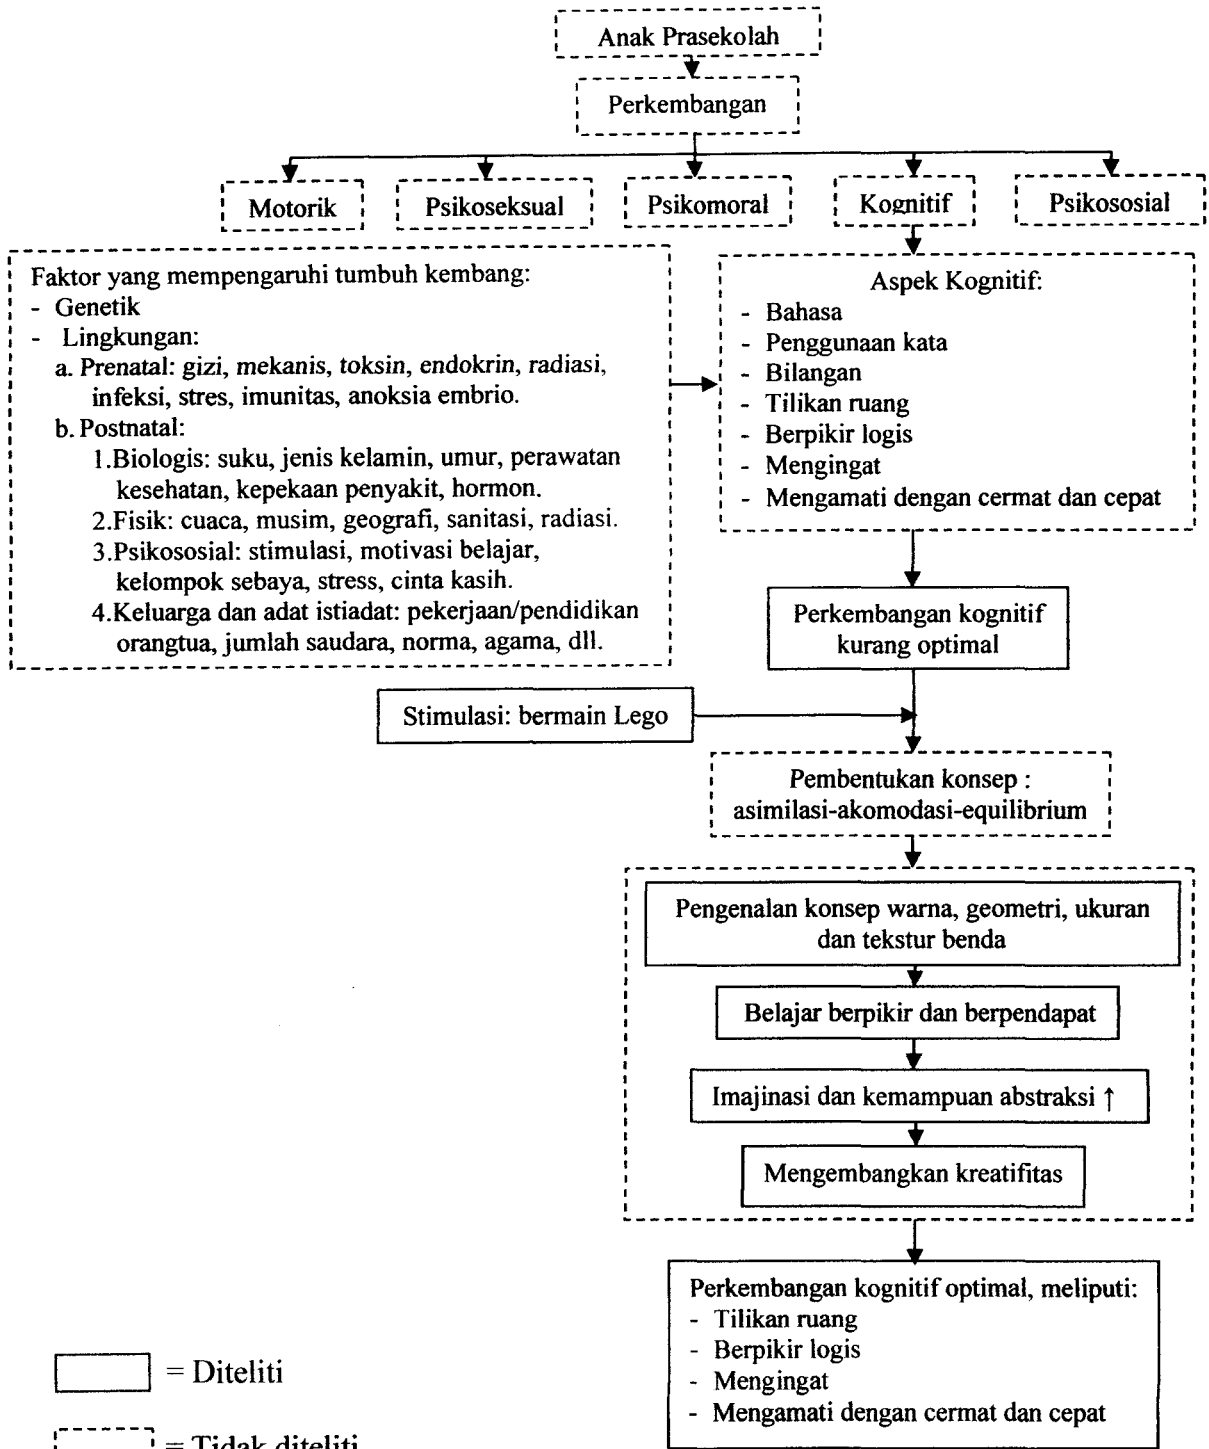 Anak Prasekolah
Perkembangan
Motorik
Psikoseksual
Psikomoral
Kognitif
Psikososial
Faktor yang mempengaruhi tumbuh kembang:
- Genetik
- Lingkungan:
a. Prenatal: gizi, mekanis, toksin, endokrin, radiasi,
infeksi, stres, imunitas, anoksia embrio.
b. Postnatal:
1.Biologis: suku, jenis kelamin, umur, perawatan
kesehatan, kepekaan penyakit, hormon.
2.Fisik: cuaca, musim, geografi, sanitasi, radiasi.
3.Psikososial: stimulasi, motivasi belajar,
kelompok sebaya, stress, cinta kasih.
4.Keluarga dan adat istiadat: pekerjaan/pendidikan
orangtua, jumlah saudara, norma, agama, dll.
Aspek Kognitif:
- Bahasa
- Penggunaan kata
- Bilangan
- Tilikan ruang
- Berpikir logis
- Mengingat
- Mengamati dengan cermat dan cepat
Perkembangan kognitif
kurang optimal
Stimulasi: bermain Lego
Pembentukan konsep :
asimilasi-akomodasi-equilibrium
Pengenalan konsep warna, geometri, ukuran
dan tekstur benda
Belajar berpikir dan berpendapat
Imajinasi dan kemampuan abstraksi ↑
Mengembangkan kreatifitas
Perkembangan kognitif optimal, meliputi:
- Tilikan ruang
- Berpikir logis
- Mengingat
- Mengamati dengan cermat dan cepat
= Diteliti
= Tidak diteliti